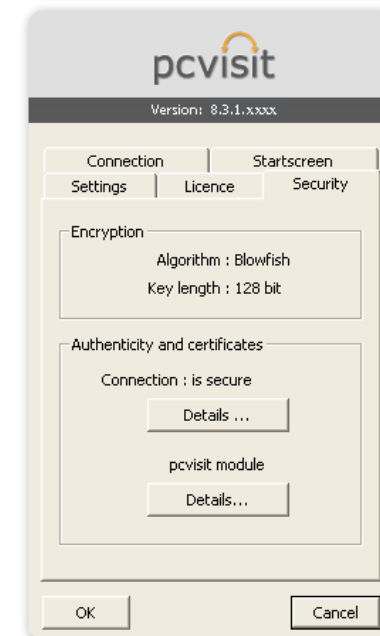 pcvisit
Version: 8.3.1.xxxx
Connection Startscreen
Settings Licence Security
Encryption
Algorithm : Blowfish
Key length : 128 bit
Authenticity and certificates
Connection : is secure
Details ...
pcvisit module
Details...
OK Cancel